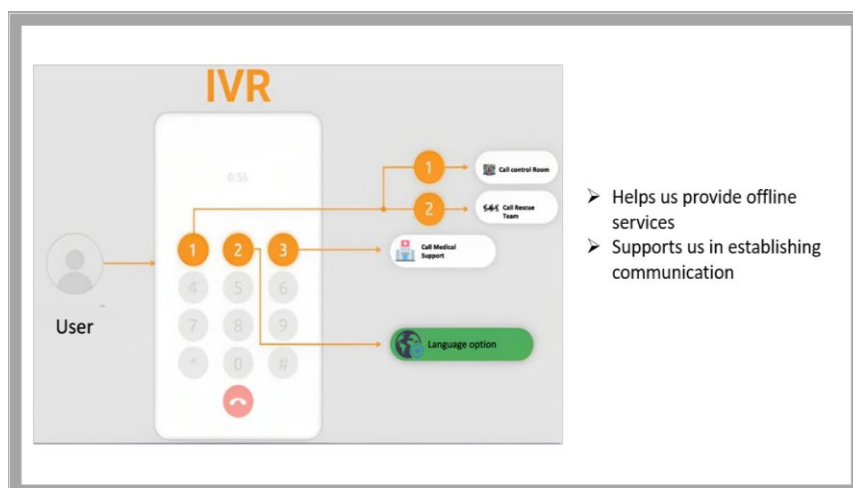 IVR
0:56
1
Call control Room
2
Call Rescue
Team
1 2 3
Call Medical
Support
4 5 6
7 8 9
* 0 #
User
Language option
➢ Helps us provide offline
services
➢ Supports us in establishing
communication